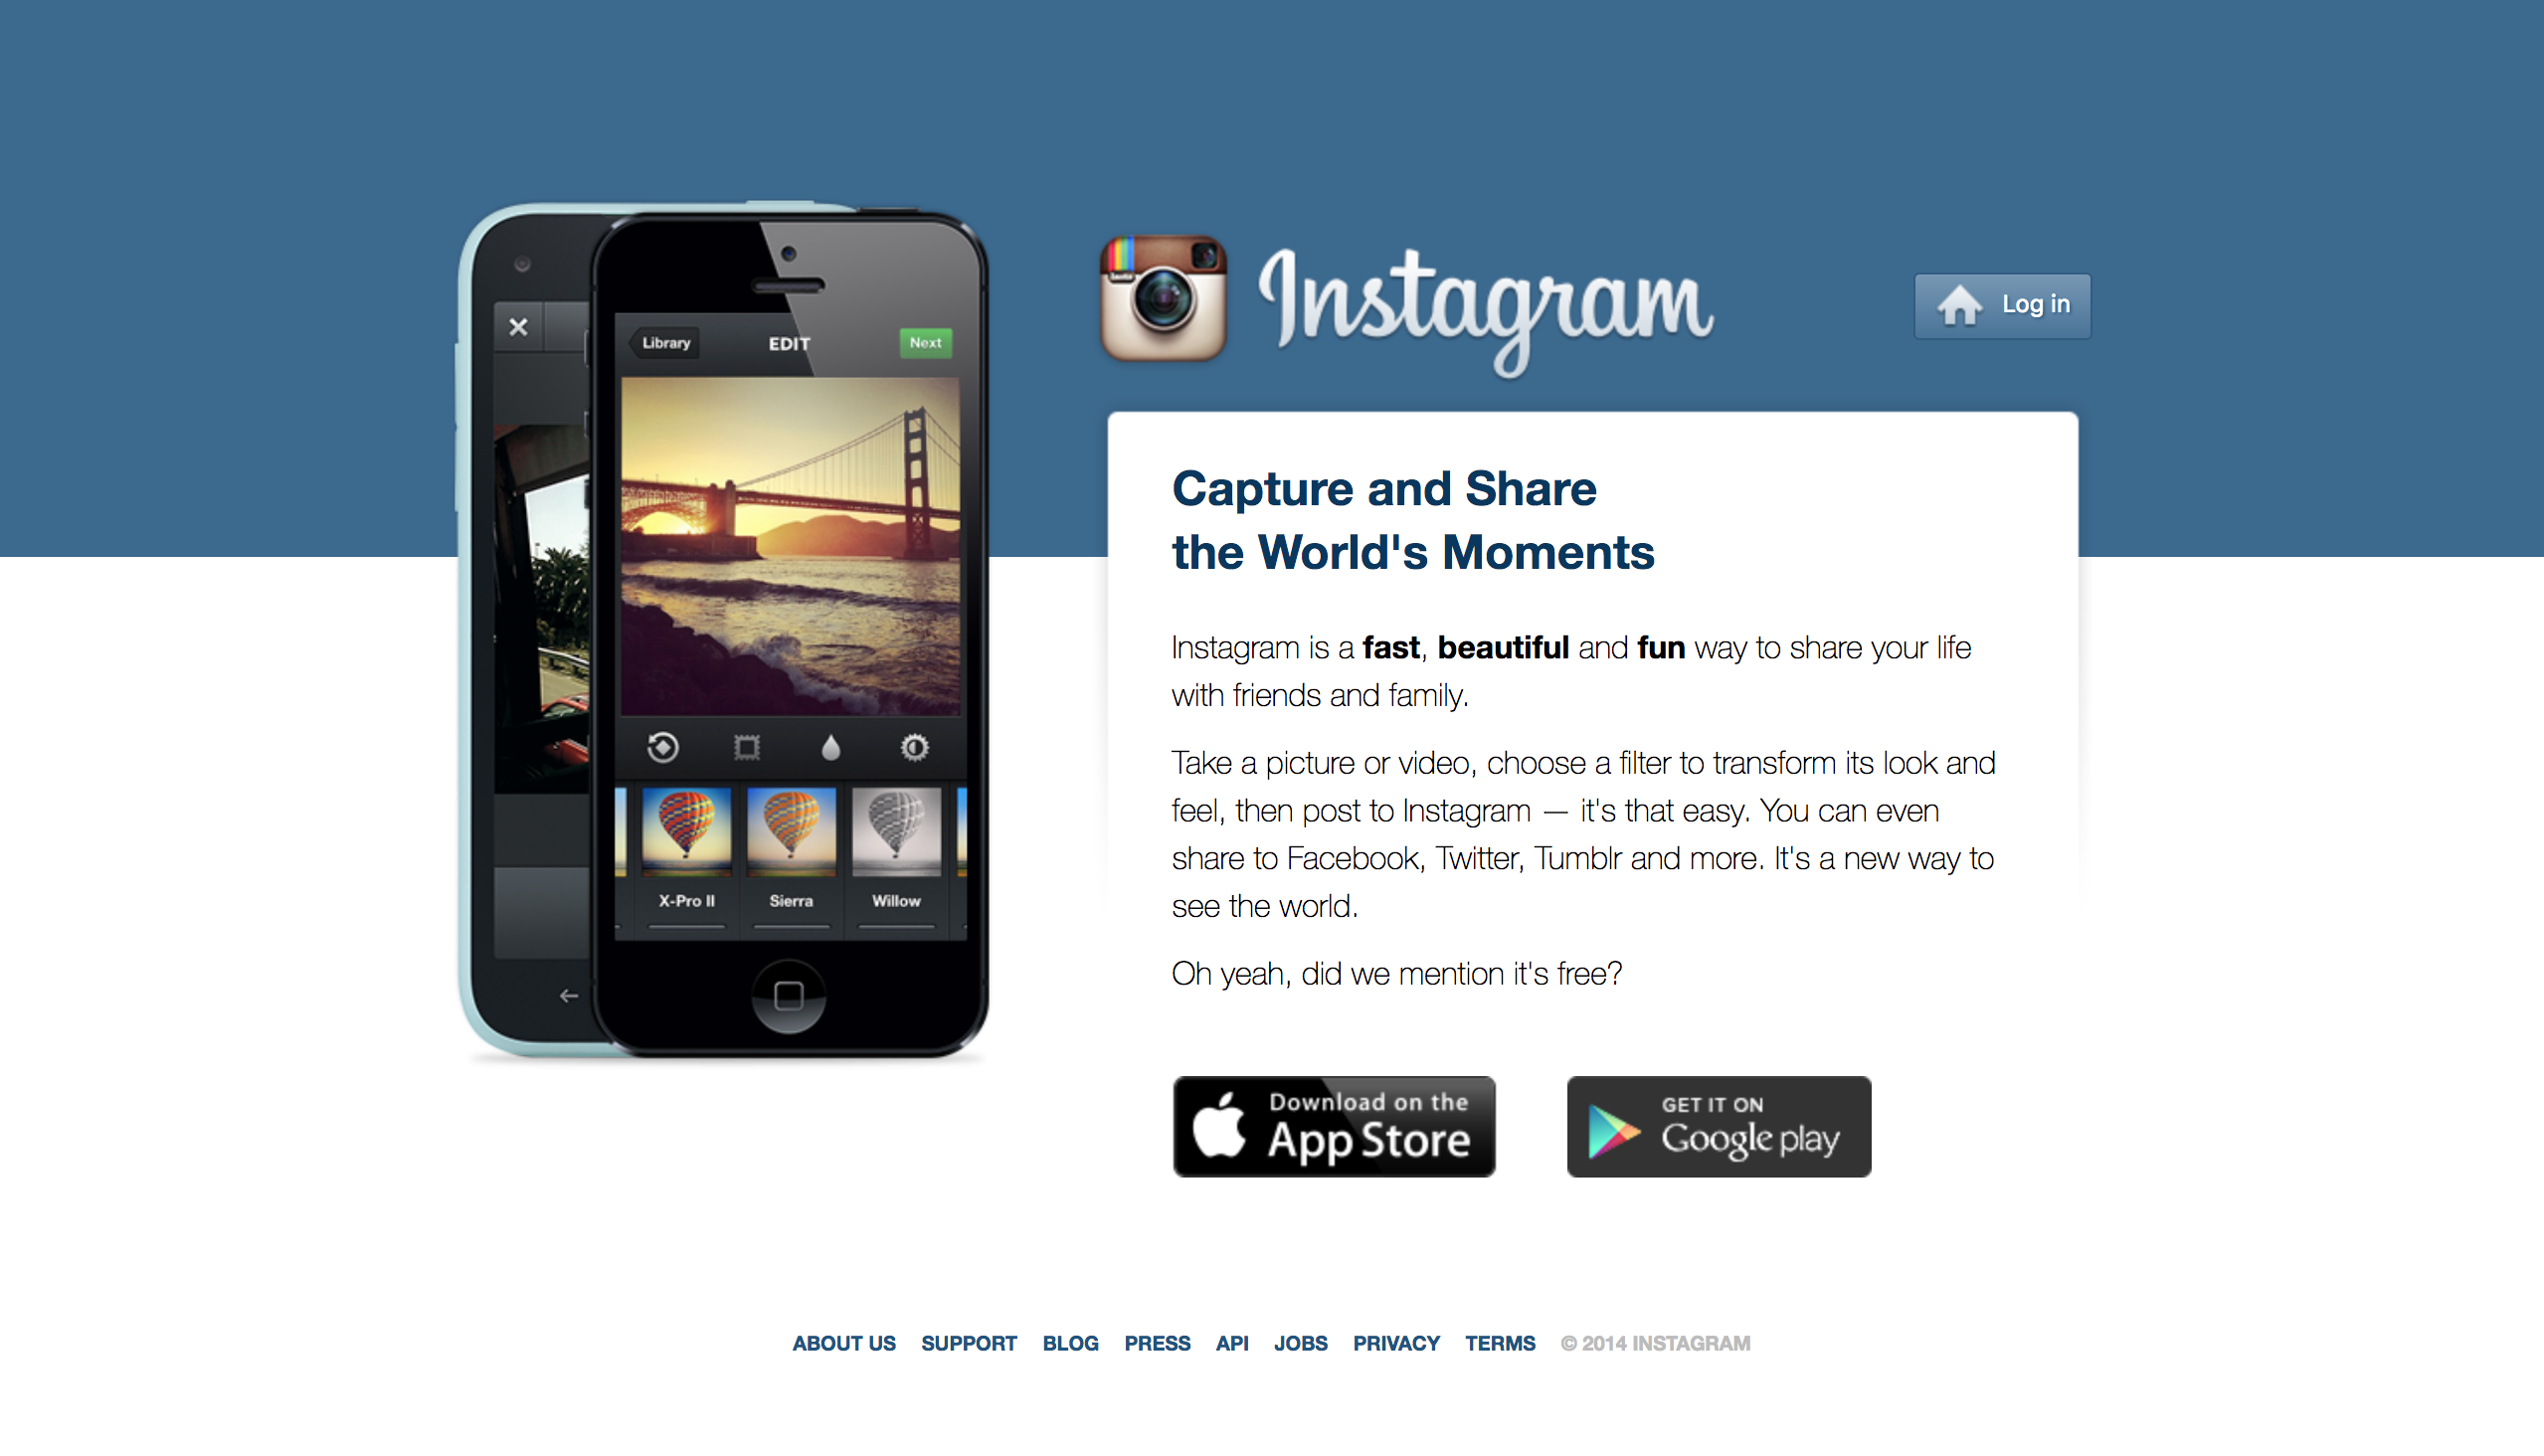 Instagram
Log in
Library
EDIT
Next
X-Pro II
Sierra
Willow
Capture and Share
the World's Moments
Instagram is a fast, beautiful and fun way to share your life
with friends and family.
Take a picture or video, choose a filter to transform its look and
feel, then post to Instagram — it's that easy. You can even
share to Facebook, Twitter, Tumblr and more. It's a new way to
see the world.
Oh yeah, did we mention it's free?
Download on the
App Store
GET IT ON
Google play
ABOUT US SUPPORT BLOG PRESS API JOBS PRIVACY TERMS © 2014 INSTAGRAM